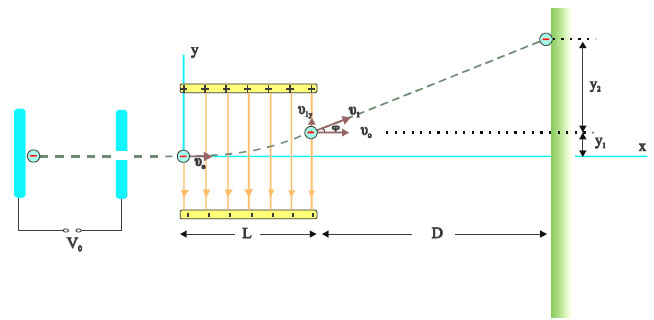 y
+ + + + + + +
υ₁y υ₁
φ υ₀
y₂
y₁
x
υ₀
- - - - - - -
V₀
L
D